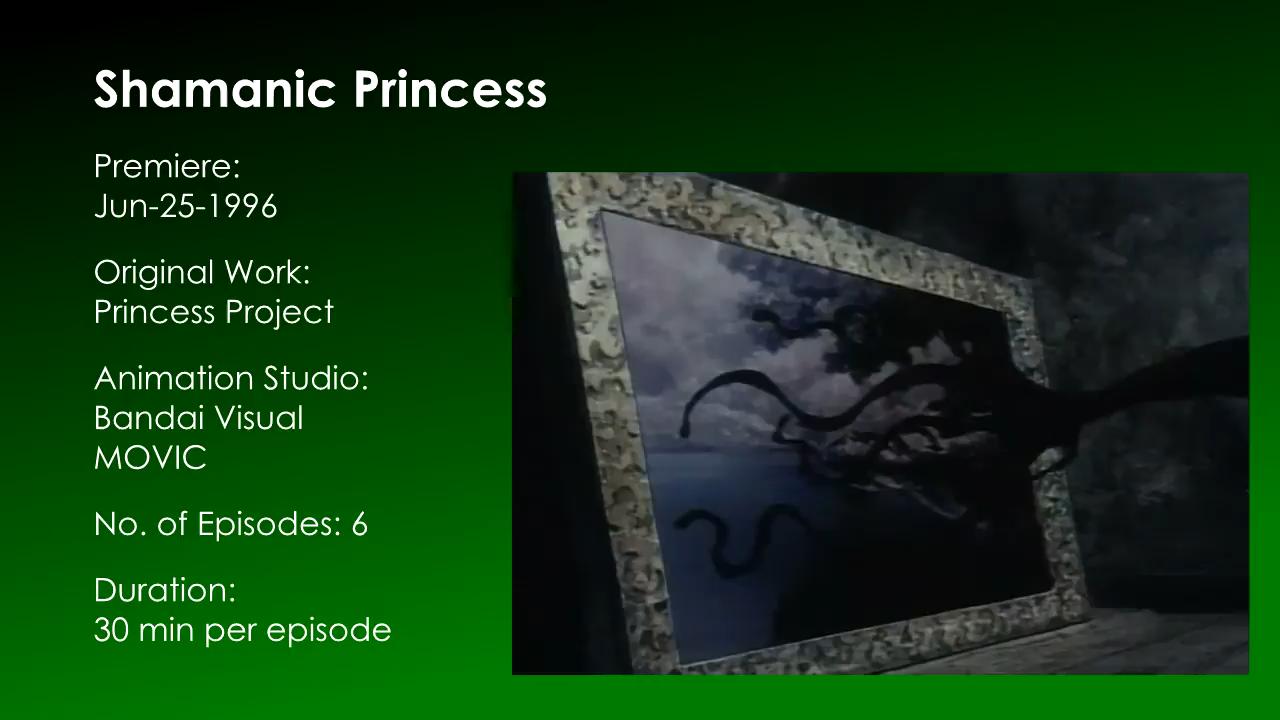 Shamanic Princess
Premiere:
Jun-25-1996
Original Work:
Princess Project
Animation Studio:
Bandai Visual
MOVIC
No. of Episodes: 6
Duration:
30 min per episode